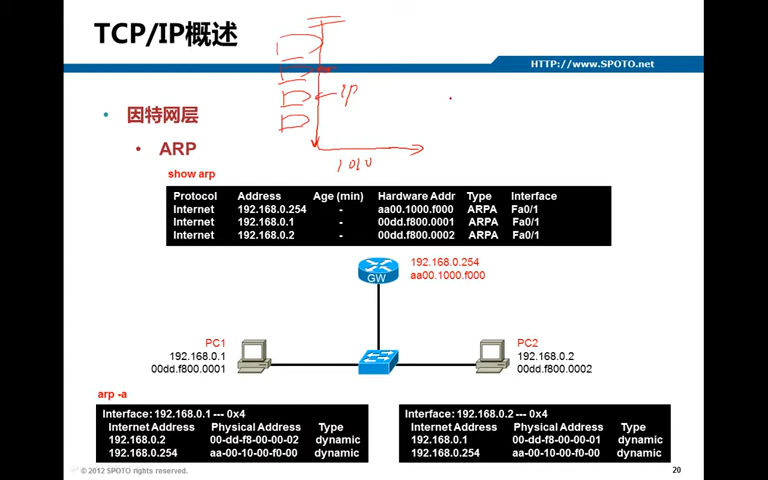 TCP/IP概述
HTTP://www.SPOTO.net
IP
• 因特网层
• ARP
1010
show arp
Protocol Address Age (min) Hardware Addr Type Interface
Internet 192.168.0.254 - aa00.1000.f000 ARPA Fa0/1
Internet 192.168.0.1 - 00dd.f800.0001 ARPA Fa0/1
Internet 192.168.0.2 - 00dd.f800.0002 ARPA Fa0/1
192.168.0.254
aa00.1000.f000
GW
PC1
192.168.0.1
00dd.f800.0001
PC2
192.168.0.2
00dd.f800.0002
arp -a
Interface: 192.168.0.1 --- 0x4
Internet Address Physical Address Type
192.168.0.2 00-dd-f8-00-00-02 dynamic
192.168.0.254 aa-00-10-00-f0-00 dynamic
Interface: 192.168.0.2 --- 0x4
Internet Address Physical Address Type
192.168.0.1 00-dd-f8-00-00-01 dynamic
192.168.0.254 aa-00-10-00-f0-00 dynamic
© 2012 SPOTO rights reserved.
20